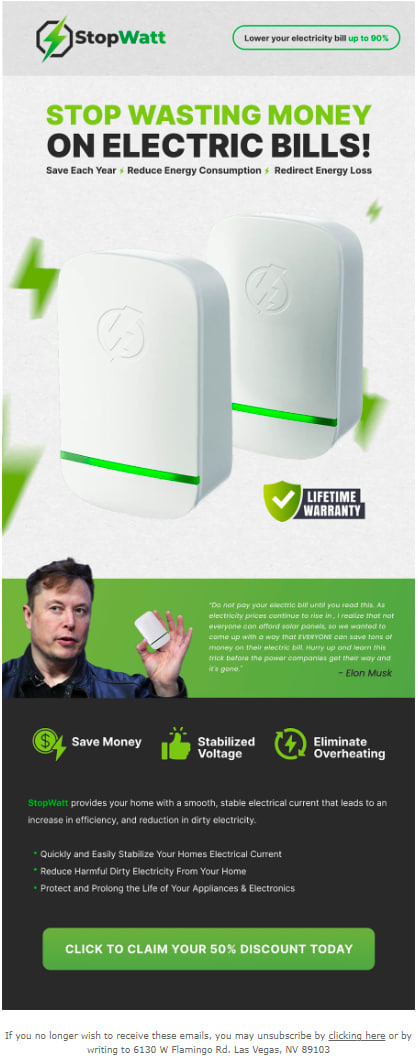 StopWatt
Lower your electricity bill up to 90%
STOP WASTING MONEY
ON ELECTRIC BILLS!
Save Each Year Reduce Energy Consumption Redirect Energy Loss
LIFETIME
WARRANTY
"Do not pay your electric bill until you read this. As
electricity prices continue to rise in , I realize that not
everyone can afford solar panels, so we wanted to
come up with a way that EVERYONE can save tons of
money on their electric bill. Hurry up and learn this
trick before the power companies get their way and
it's gone."
- Elon Musk
Save Money
Stabilized
Voltage
Eliminate
Overheating
StopWatt provides your home with a smooth, stable electrical current that leads to an
increase in efficiency, and reduction in dirty electricity.
• Quickly and Easily Stabilize Your Homes Electrical Current
• Reduce Harmful Dirty Electricity From Your Home
• Protect and Prolong the Life of Your Appliances & Electronics
CLICK TO CLAIM YOUR 50% DISCOUNT TODAY
If you no longer wish to receive these emails, you may unsubscribe by clicking here or by
writing to 6130 W Flamingo Rd. Las Vegas, NV 89103